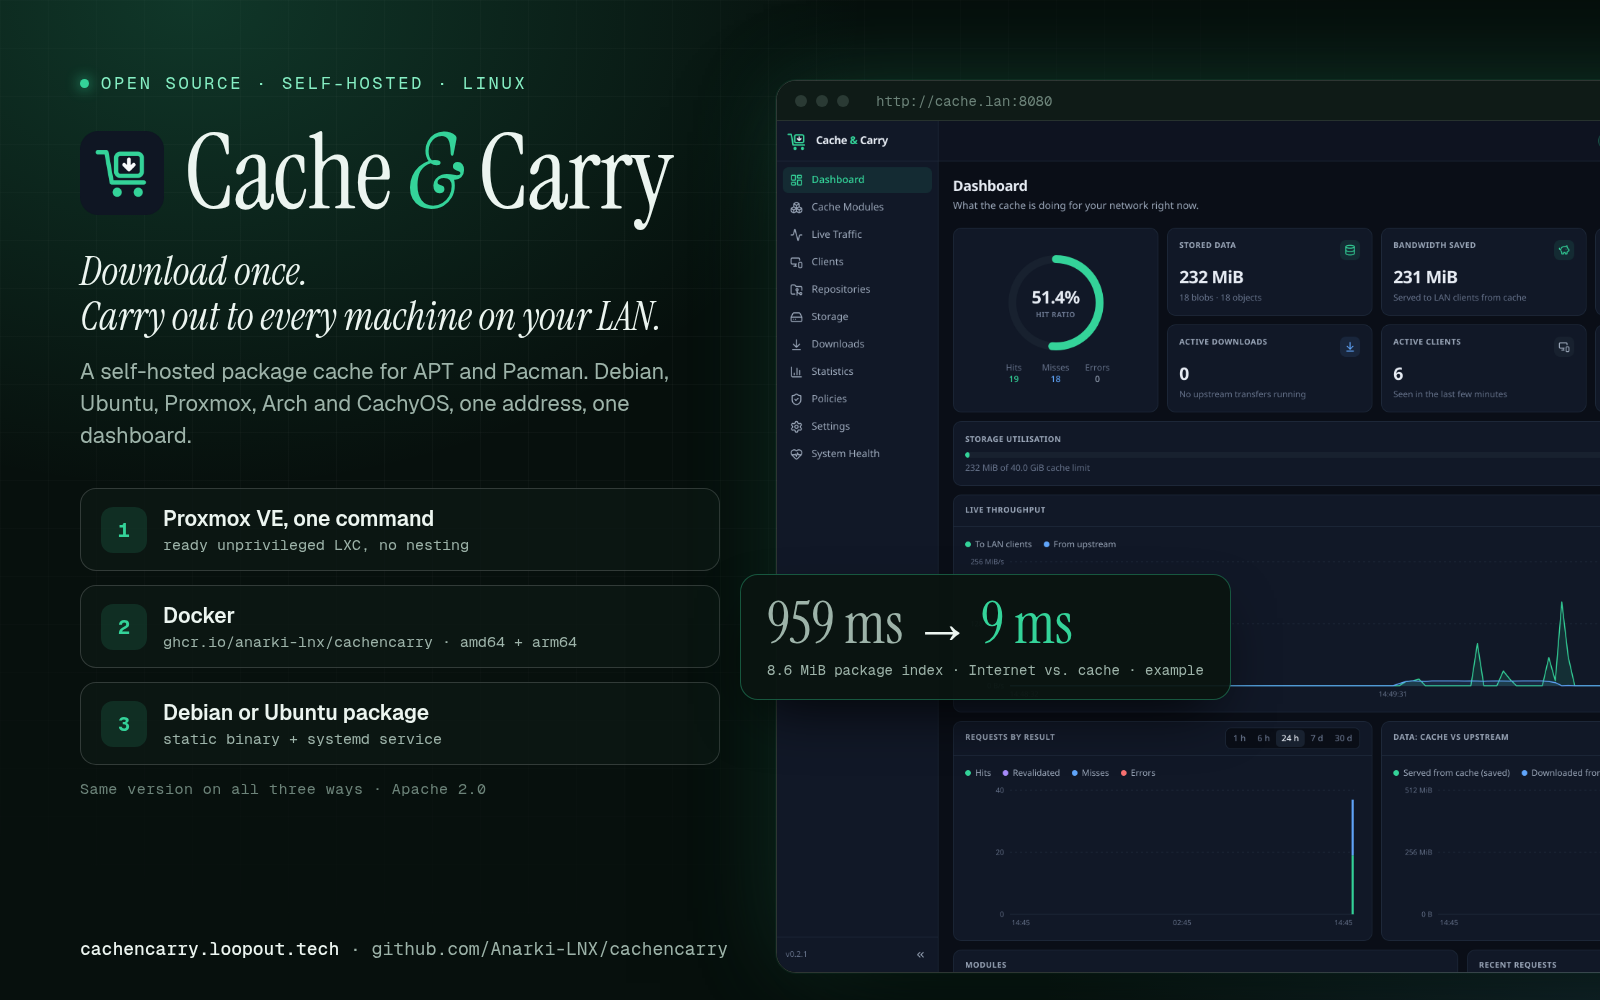 OPEN SOURCE · SELF-HOSTED · LINUX
Cache & Carry
Download once.
Carry out to every machine on your LAN.
A self-hosted package cache for APT and Pacman. Debian,
Ubuntu, Proxmox, Arch and CachyOS, one address, one
dashboard.
1
Proxmox VE, one command
ready unprivileged LXC, no nesting
2
Docker
ghcr.io/anarki-lnx/cachencarry · amd64 + arm64
3
Debian or Ubuntu package
static binary + systemd service
Same version on all three ways · Apache 2.0
cachencarry.loopout.tech · github.com/Anarki-LNX/cachencarry
http://cache.lan:8080
Cache & Carry
Dashboard
Cache Modules
Live Traffic
Clients
Repositories
Storage
Downloads
Statistics
Policies
Settings
System Health
v0.2.1
«
Dashboard
What the cache is doing for your network right now.
51.4%
HIT RATIO
Hits Misses Errors
19 18 0
STORED DATA
232 MiB
18 blobs · 18 objects
BANDWIDTH SAVED
231 MiB
Served to LAN clients from cache
ACTIVE DOWNLOADS
0
No upstream transfers running
ACTIVE CLIENTS
6
Seen in the last few minutes
STORAGE UTILISATION
232 MiB of 40.0 GiB cache limit
LIVE THROUGHPUT
To LAN clients From upstream
256 MiB/s
14:49:31
959 ms → 9 ms
8.6 MiB package index · Internet vs. cache · example
REQUESTS BY RESULT
1 h 6 h 24 h 7 d 30 d
Hits Revalidated Misses Errors
40
20
0
14:45 02:45 14:45
DATA: CACHE VS UPSTREAM
Served from cache (saved) Downloaded
512 MiB
256 MiB
0 B
14:45
MODULES
RECENT REQUESTS